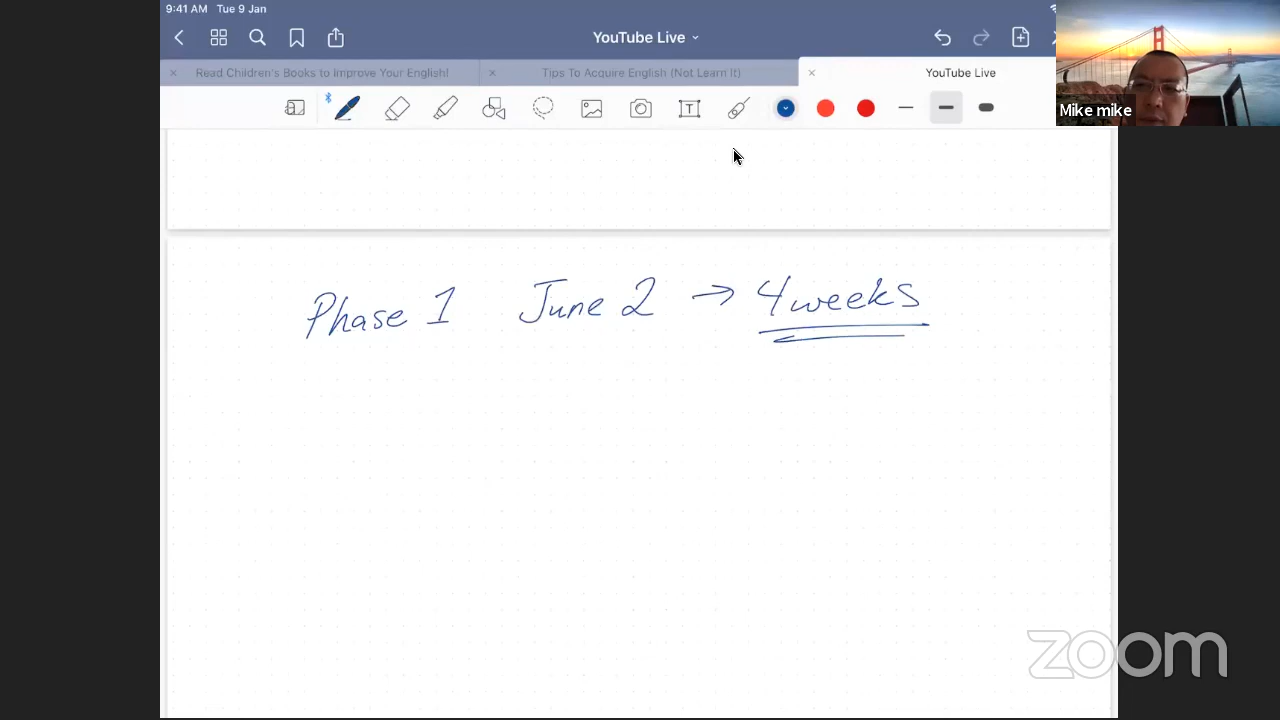 9:41 AM Tue 9 Jan
YouTube Live
Read Children's Books to Improve Your English!
Tips To Acquire English (Not Learn It)
YouTube Live
Mike mike
Phase 1 June 2 → 4 weeks
zoom